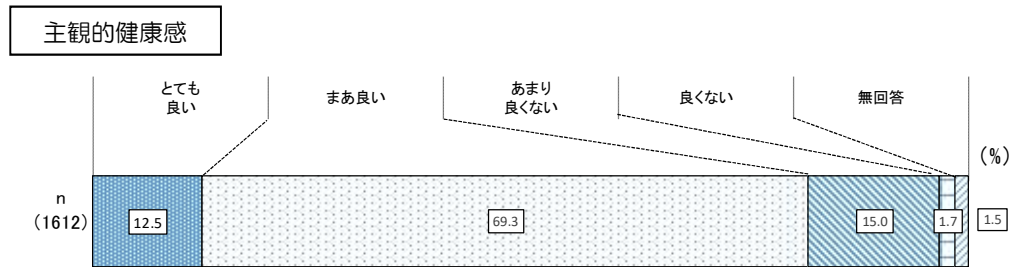 主観的健康感
とても
良い
まあ良い
あまり
良くない
良くない
無回答
(%)
n
(1612)
12.5
69.3
15.0
1.7
1.5